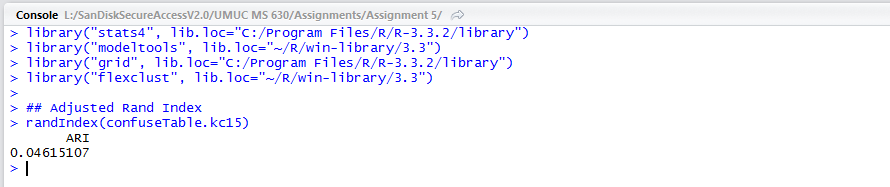 Console L:/SanDiskSecureAccessV2.0/UMUC MS 630/Assignments/Assignment 5/
> library("stats4", lib.loc="C:/Program Files/R/R-3.3.2/library")
> library("modeltools", lib.loc="~/R/win-library/3.3")
> library("grid", lib.loc="C:/Program Files/R/R-3.3.2/library")
> library("flexclust", lib.loc="~/R/win-library/3.3")
>
> ## Adjusted Rand Index
> randIndex(confuseTable.kc15)
       ARI
0.04615107
>